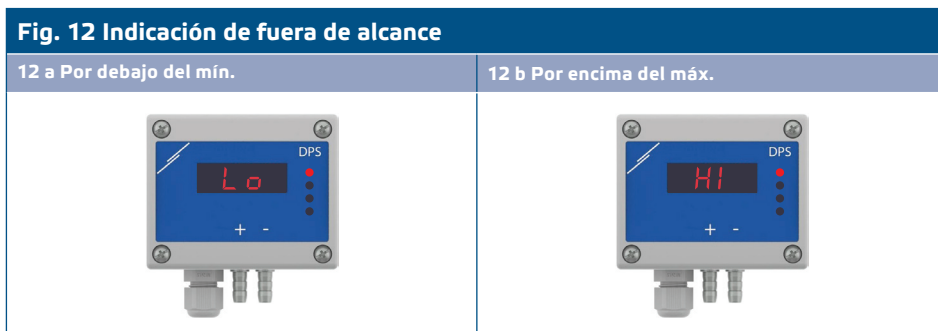 Fig. 12 Indicación de fuera de alcance
12 a Por debajo del mín.
12 b Por encima del máx.
DPS
Lo
+ -
DPS
HI
+ -